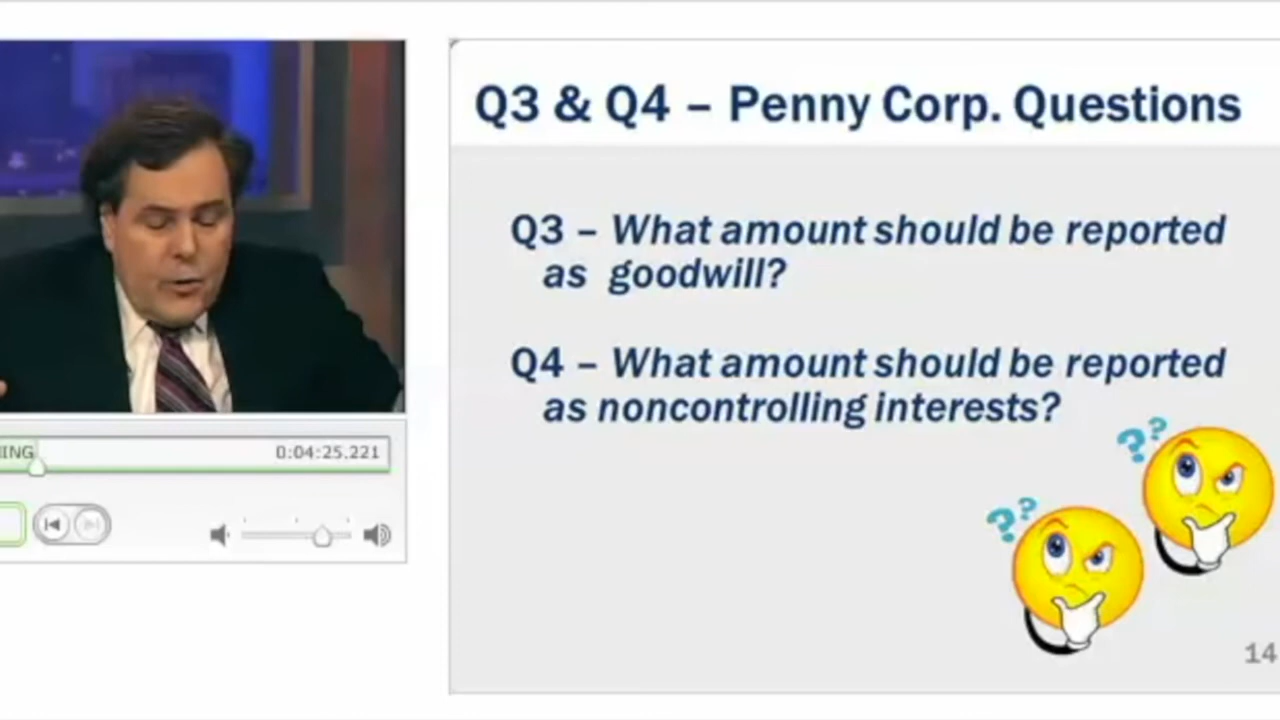 Q3 & Q4 – Penny Corp. Questions
Q3 – What amount should be reported
as goodwill?
Q4 – What amount should be reported
as noncontrolling interests?
??
??
14
ING
0:04:25.221